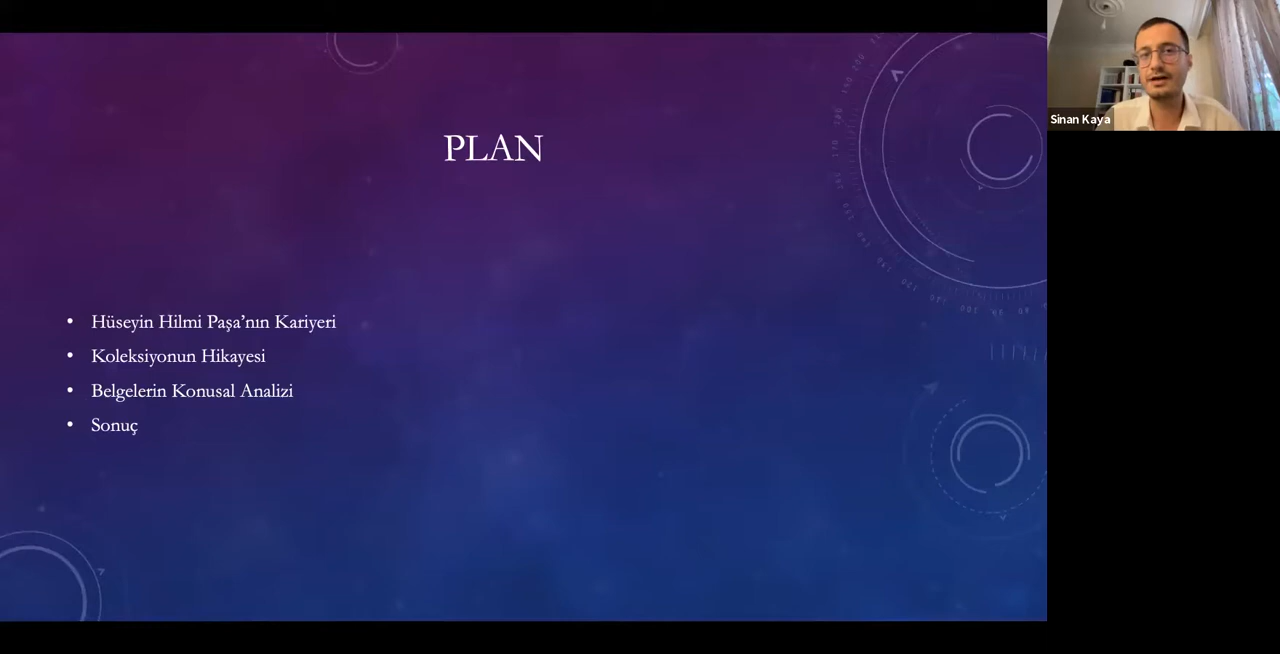 PLAN
Hüseyin Hilmi Paşa’nın Kariyeri
Koleksiyonun Hikayesi
Belgelerin Konusal Analizi
Sonuç
Sinan Kaya